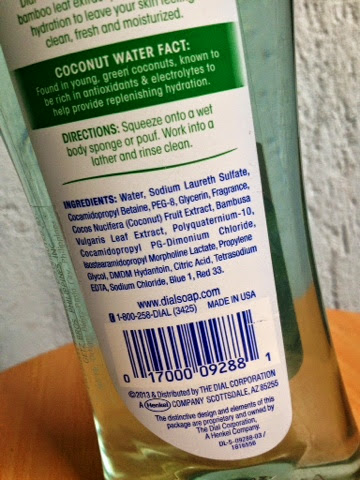 bamboo leaf extract
hydration to leave your skin feeling
clean, fresh and moisturized.
COCONUT WATER FACT:
Found in young, green coconuts, known to
be rich in antioxidants & electrolytes to
help provide replenishing hydration.
DIRECTIONS: Squeeze onto a wet
body sponge or pouf. Work into a
lather and rinse clean.
INGREDIENTS: Water, Sodium Laureth Sulfate,
Cocamidopropyl Betaine, PEG-8, Glycerin, Fragrance,
Cocos Nucifera (Coconut) Fruit Extract, Bambusa
Vulgaris Leaf Extract, Polyquaternium-10,
Cocamidopropyl PG-Dimonium Chloride,
Isostearamidopropyl Morpholine Lactate, Propylene
Glycol, DMDM Hydantoin, Citric Acid, Tetrasodium
EDTA, Sodium Chloride, Blue 1, Red 33.
www.dialsoap.com
1-800-258-DIAL (3425) MADE IN USA
0 17000 09288 1
©2013 & Distributed by THE DIAL CORPORATION
A Henkel COMPANY SCOTTSDALE, AZ 85255
The distinctive design and elements of this
package are proprietary and owned by
The Dial Corporation,
A Henkel Company.
DL-5-09288-03/
1816556